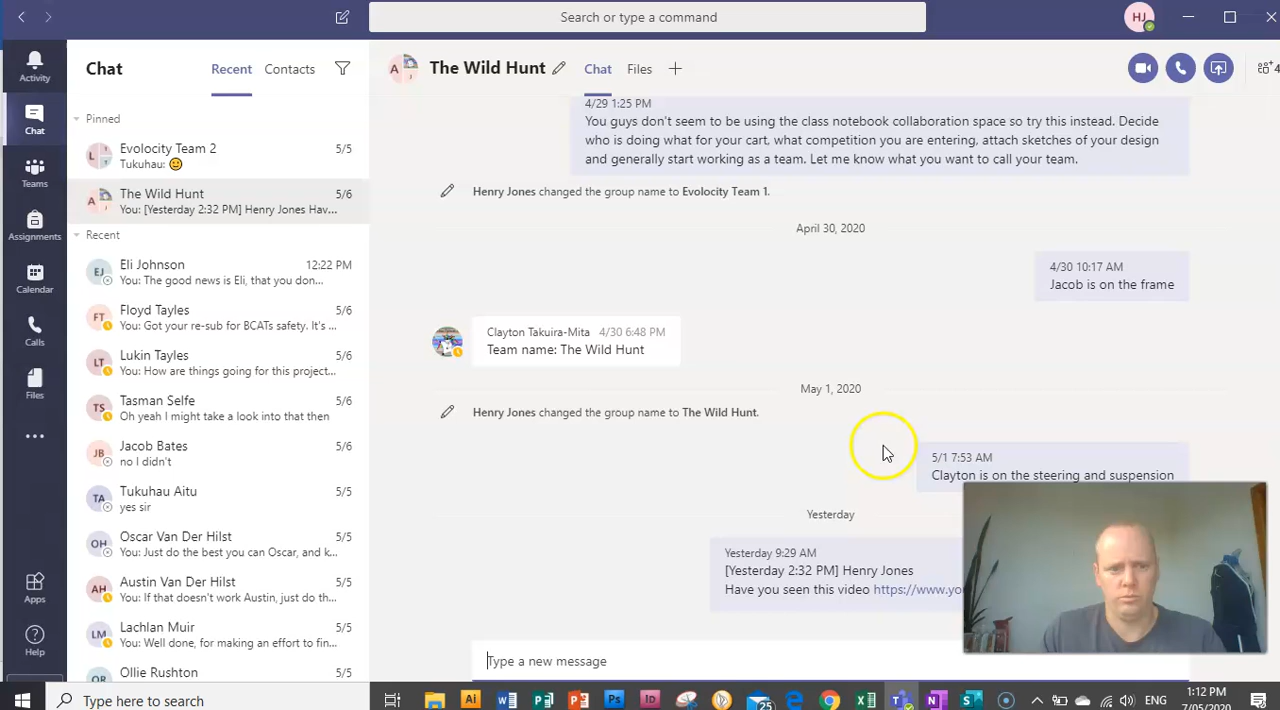 Search or type a command
HJ
Activity
Chat
Teams
Assignments
Calendar
Calls
Files
Apps
Help
Chat
Recent
Contacts
Pinned
Evolocity Team 2
5/5
Tukuhau:
The Wild Hunt
5/6
You: [Yesterday 2:32 PM] Henry Jones Hav...
Recent
EJ
Eli Johnson
12:22 PM
You: The good news is Eli, that you don...
FT
Floyd Tayles
5/6
You: Got your re-sub for BCATs safety. It's ...
LT
Lukin Tayles
5/6
You: How are things going for this project...
TS
Tasman Selfe
5/6
Oh yeah I might take a look into that then
JB
Jacob Bates
5/6
no I didn't
TA
Tukuhau Aitu
5/5
yes sir
OH
Oscar Van Der Hilst
5/5
You: Just do the best you can Oscar, and k...
AH
Austin Van Der Hilst
5/5
You: If that doesn't work Austin, just do th...
LM
Lachlan Muir
5/5
You: Well done, for making an effort to fin...
OR
Ollie Rushton
5/5
The Wild Hunt
Chat
Files
4
4/29 1:25 PM
You guys don't seem to be using the class notebook collaboration space so try this instead. Decide
who is doing what for your cart, what competition you are entering, attach sketches of your design
and generally start working as a team. Let me know what you want to call your team.
Henry Jones changed the group name to Evolocity Team 1.
April 30, 2020
4/30 10:17 AM
Jacob is on the frame
Clayton Takuira-Mita 4/30 6:48 PM
Team name: The Wild Hunt
May 1, 2020
Henry Jones changed the group name to The Wild Hunt.
5/1 7:53 AM
Clayton is on the steering and suspension
Yesterday
Yesterday 9:29 AM
[Yesterday 2:32 PM] Henry Jones
Have you seen this video https://www.yo
Type a new message
Type here to search
25
ENG
1:12 PM
7/05/2020